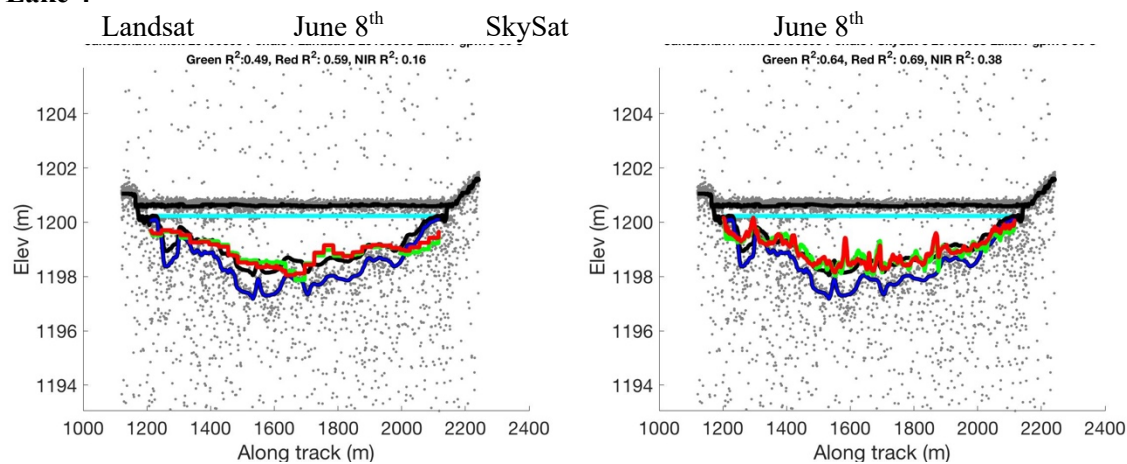 Landsat June 8th SkySat June 8th
Green R2:0.49, Red R2: 0.59, NIR R2: 0.16
1204
1202
1200
1198
1196
1194
Elev (m)
1000 1200 1400 1600 1800 2000 2200 2400
Along track (m)
Green R2:0.64, Red R2: 0.69, NIR R2: 0.38
1204
1202
1200
1198
1196
1194
Elev (m)
1000 1200 1400 1600 1800 2000 2200 2400
Along track (m)